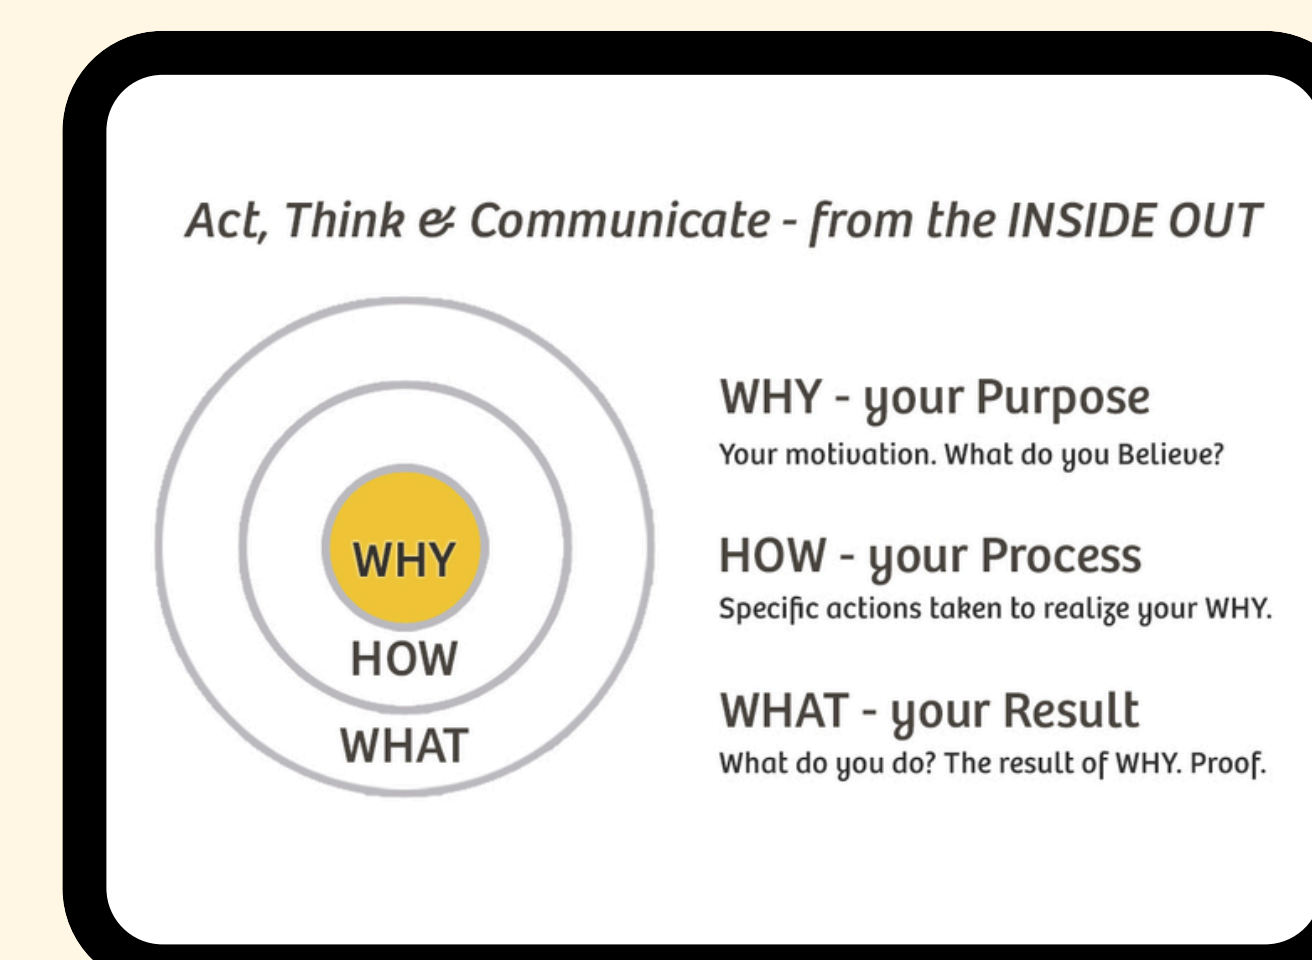 Act, Think & Communicate - from the INSIDE OUT
WHY
HOW
WHAT
WHY - your Purpose
Your motivation. What do you Believe?
HOW - your Process
Specific actions taken to realize your WHY.
WHAT - your Result
What do you do? The result of WHY. Proof.